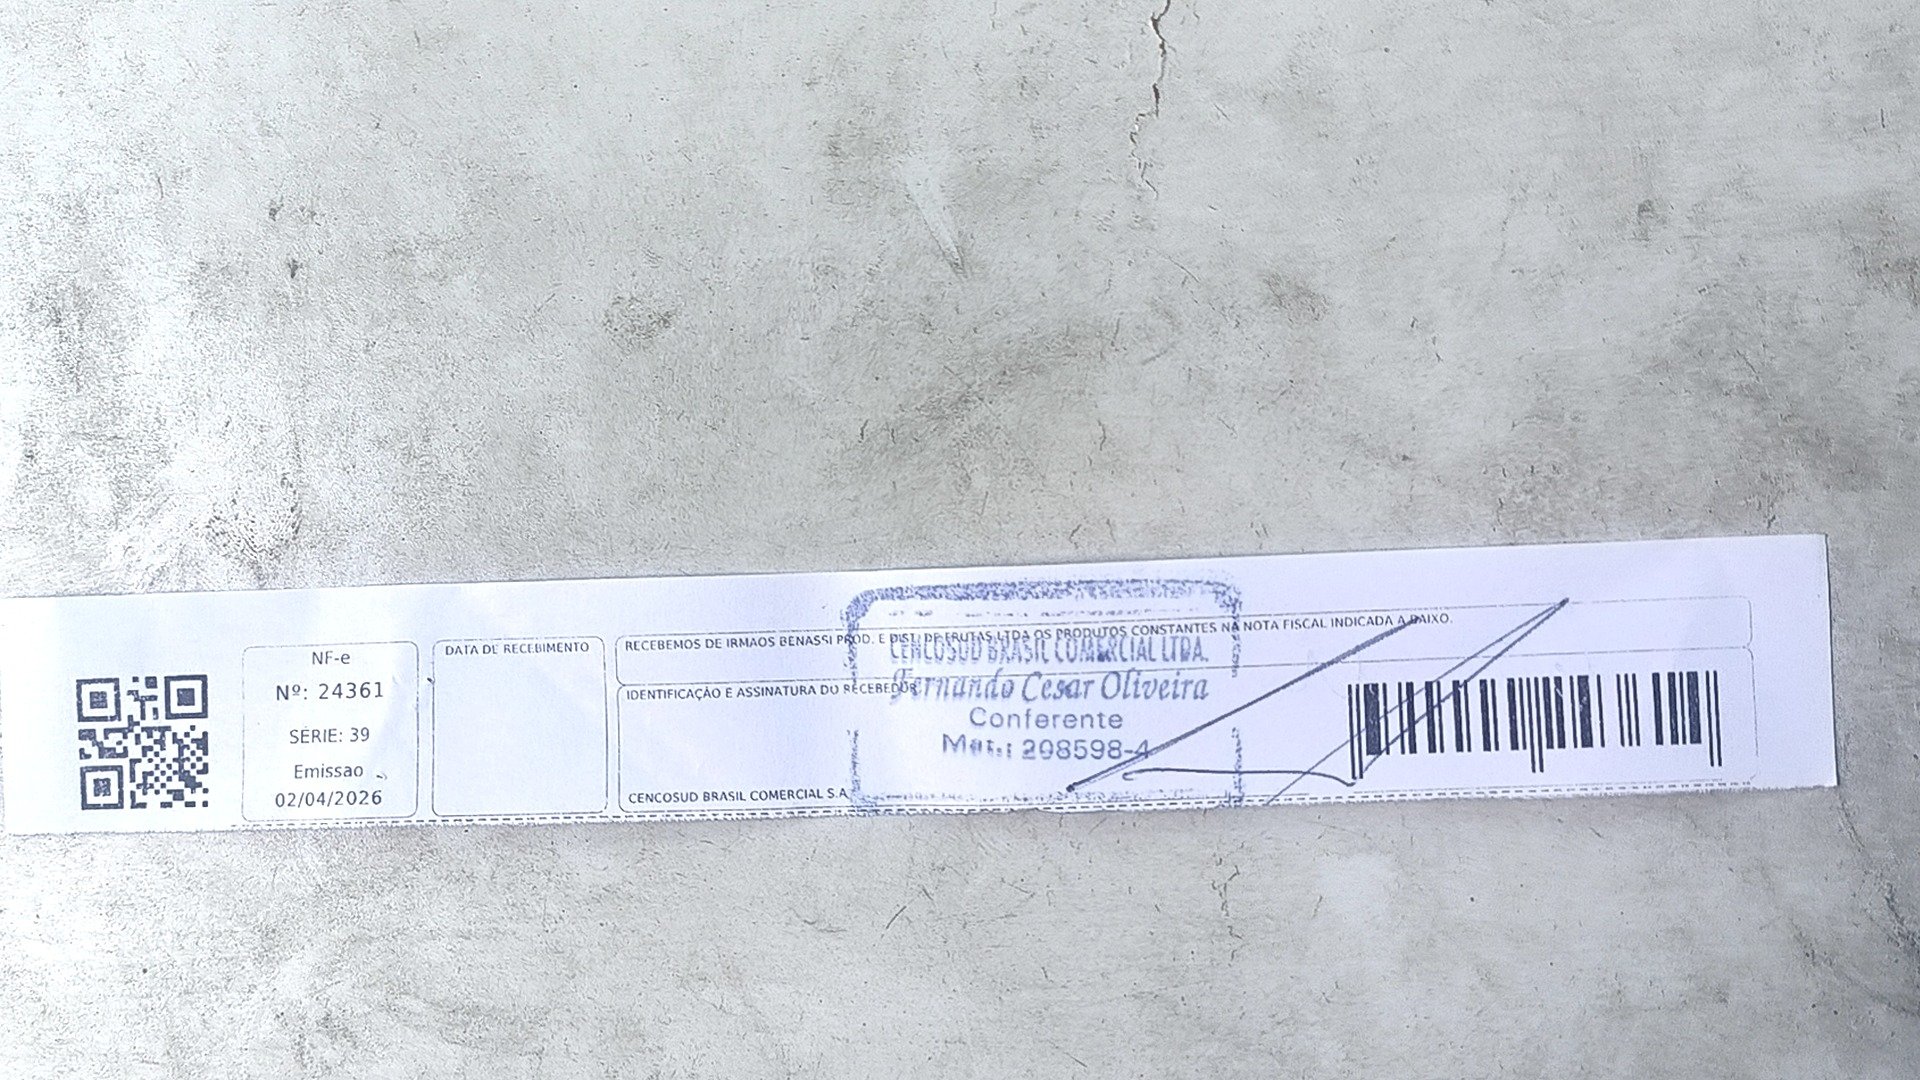 NF-e
Nº: 24361
SÉRIE: 39
Emissao
02/04/2026
DATA DE RECEBIMENTO
RECEBEMOS DE IRMAOS BENASSI PROD. E DIST. DE FRUTAS LTDA OS PRODUTOS CONSTANTES NA NOTA FISCAL INDICADA A BAIXO.
IDENTIFICAÇÃO E ASSINATURA DO RECEBEDOR
CENCOSUD BRASIL COMERCIAL S.A
CENCOSUD BRASIL COMERCIAL LTDA.
Fernando Cesar Oliveira
Conferente
Mat.: 208598-4